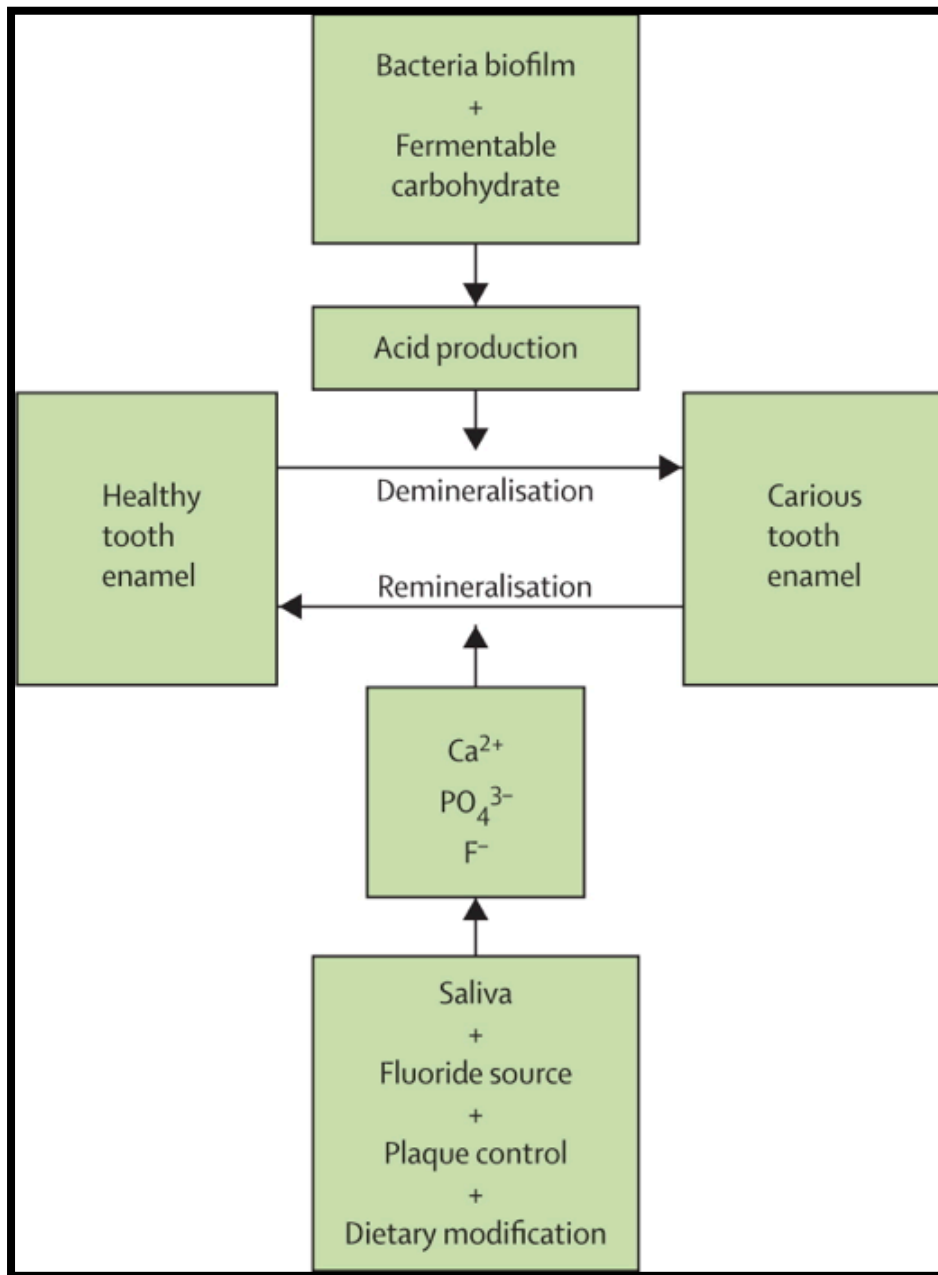 Bacteria biofilm
+
Fermentable
carbohydrate
Acid production
Healthy
tooth
enamel
Demineralisation
Remineralisation
Carious
tooth
enamel
Ca²⁺
PO₄³⁻
F⁻
Saliva
+
Fluoride source
+
Plaque control
+
Dietary modification